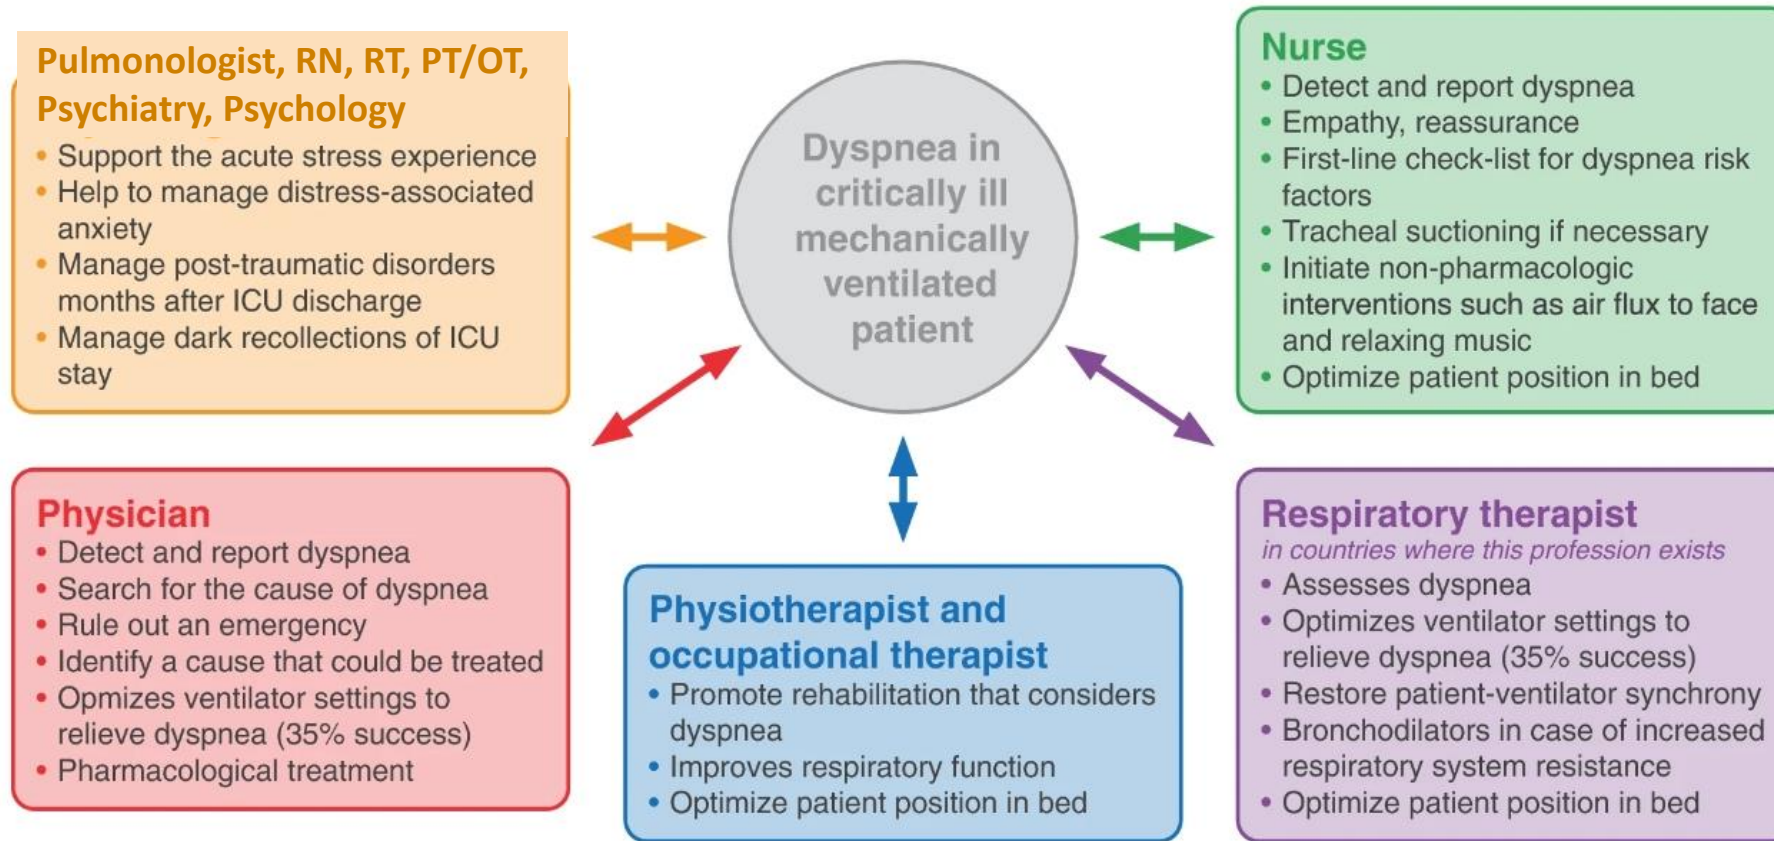 Pulmonologist, RN, RT, PT/OT,
Psychiatry, Psychology
• Support the acute stress experience
• Help to manage distress-associated
anxiety
• Manage post-traumatic disorders
months after ICU discharge
• Manage dark recollections of ICU
stay
Dyspnea in
critically ill
mechanically
ventilated
patient
Nurse
• Detect and report dyspnea
• Empathy, reassurance
• First-line check-list for dyspnea risk
factors
• Tracheal suctioning if necessary
• Initiate non-pharmacologic
interventions such as air flux to face
and relaxing music
• Optimize patient position in bed
Physician
• Detect and report dyspnea
• Search for the cause of dyspnea
• Rule out an emergency
• Identify a cause that could be treated
• Opmizes ventilator settings to
relieve dyspnea (35% success)
• Pharmacological treatment
Physiotherapist and
occupational therapist
• Promote rehabilitation that considers
dyspnea
• Improves respiratory function
• Optimize patient position in bed
Respiratory therapist
in countries where this profession exists
• Assesses dyspnea
• Optimizes ventilator settings to
relieve dyspnea (35% success)
• Restore patient-ventilator synchrony
• Bronchodilators in case of increased
respiratory system resistance
• Optimize patient position in bed